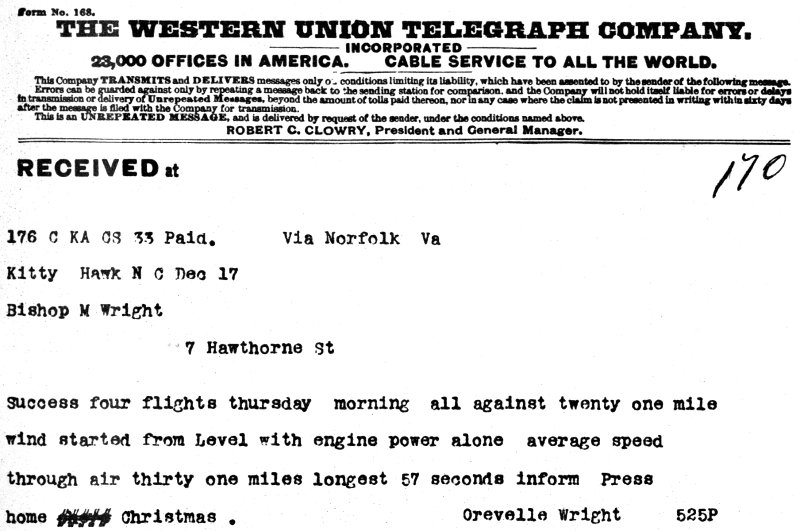 Form No. 168.
THE WESTERN UNION TELEGRAPH COMPANY.
INCORPORATED
23,000 OFFICES IN AMERICA. CABLE SERVICE TO ALL THE WORLD.
This Company TRANSMITS and DELIVERS messages only on conditions limiting its liability, which have been assented to by the sender of the following message.
Errors can be guarded against only by repeating a message back to the sending station for comparison, and the Company will not hold itself liable for errors or delays
in transmission or delivery of Unrepeated Messages, beyond the amount of tolls paid thereon, nor in any case where the claim is not presented in writing within sixty days
after the message is filed with the Company for transmission.
This is an UNREPEATED MESSAGE, and is delivered by request of the sender, under the conditions named above.
ROBERT C. CLOWRY, President and General Manager.
RECEIVED at
170
176 C KA CS 33 Paid. Via Norfolk Va
Kitty Hawk N C Dec 17
Bishop M Wright
7 Hawthorne St
Success four flights thursday morning all against twenty one mile
wind started from Level with engine power alone average speed
through air thirty one miles longest 57 seconds inform Press
home Christmas .
Orevelle Wright 525P